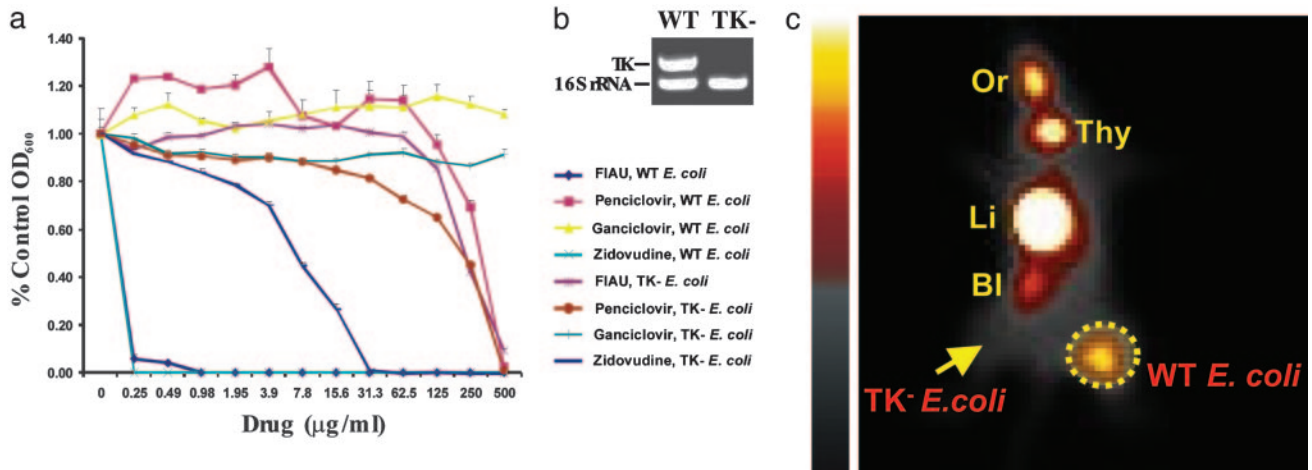 a
1.40
1.20
1.00
0.80
0.60
0.40
0.20
0.00
% Control OD600
0 0.25 0.49 0.98 1.95 3.9 7.8 15.6 31.3 62.5 125 250 500
Drug (µg/ml)
b
WT TK-
TK
16SrRNA
FIAU, WT E. coli
Penciclovir, WT E. coli
Ganciclovir, WT E. coli
Zidovudine, WT E. coli
FIAU, TK- E. coli
Penciclovir, TK- E. coli
Ganciclovir, TK- E. coli
Zidovudine, TK- E. coli
c
Or
Thy
Li
Bl
WT E. coli
TK- E.coli